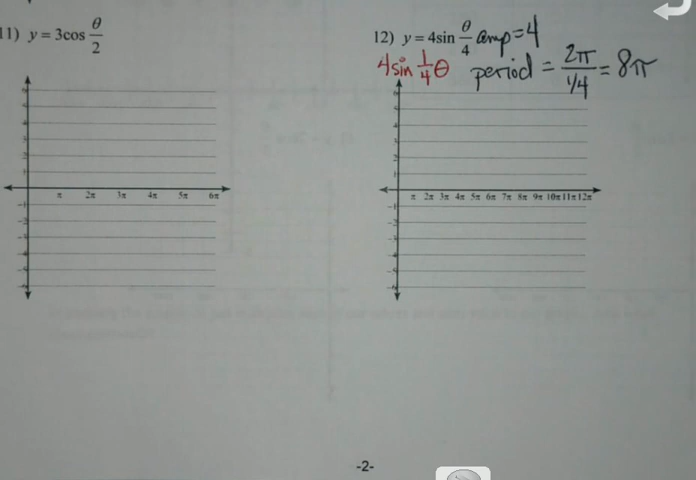 11) y = 3cos θ/2
12) y = 4sin θ/4 amp = 4
4sin 1/4 θ period = 2π / 1/4 = 8π
π 2π 3π 4π 5π 6π
π 2π 3π 4π 5π 6π 7π 8π 9π 10π 11π 12π
-2-